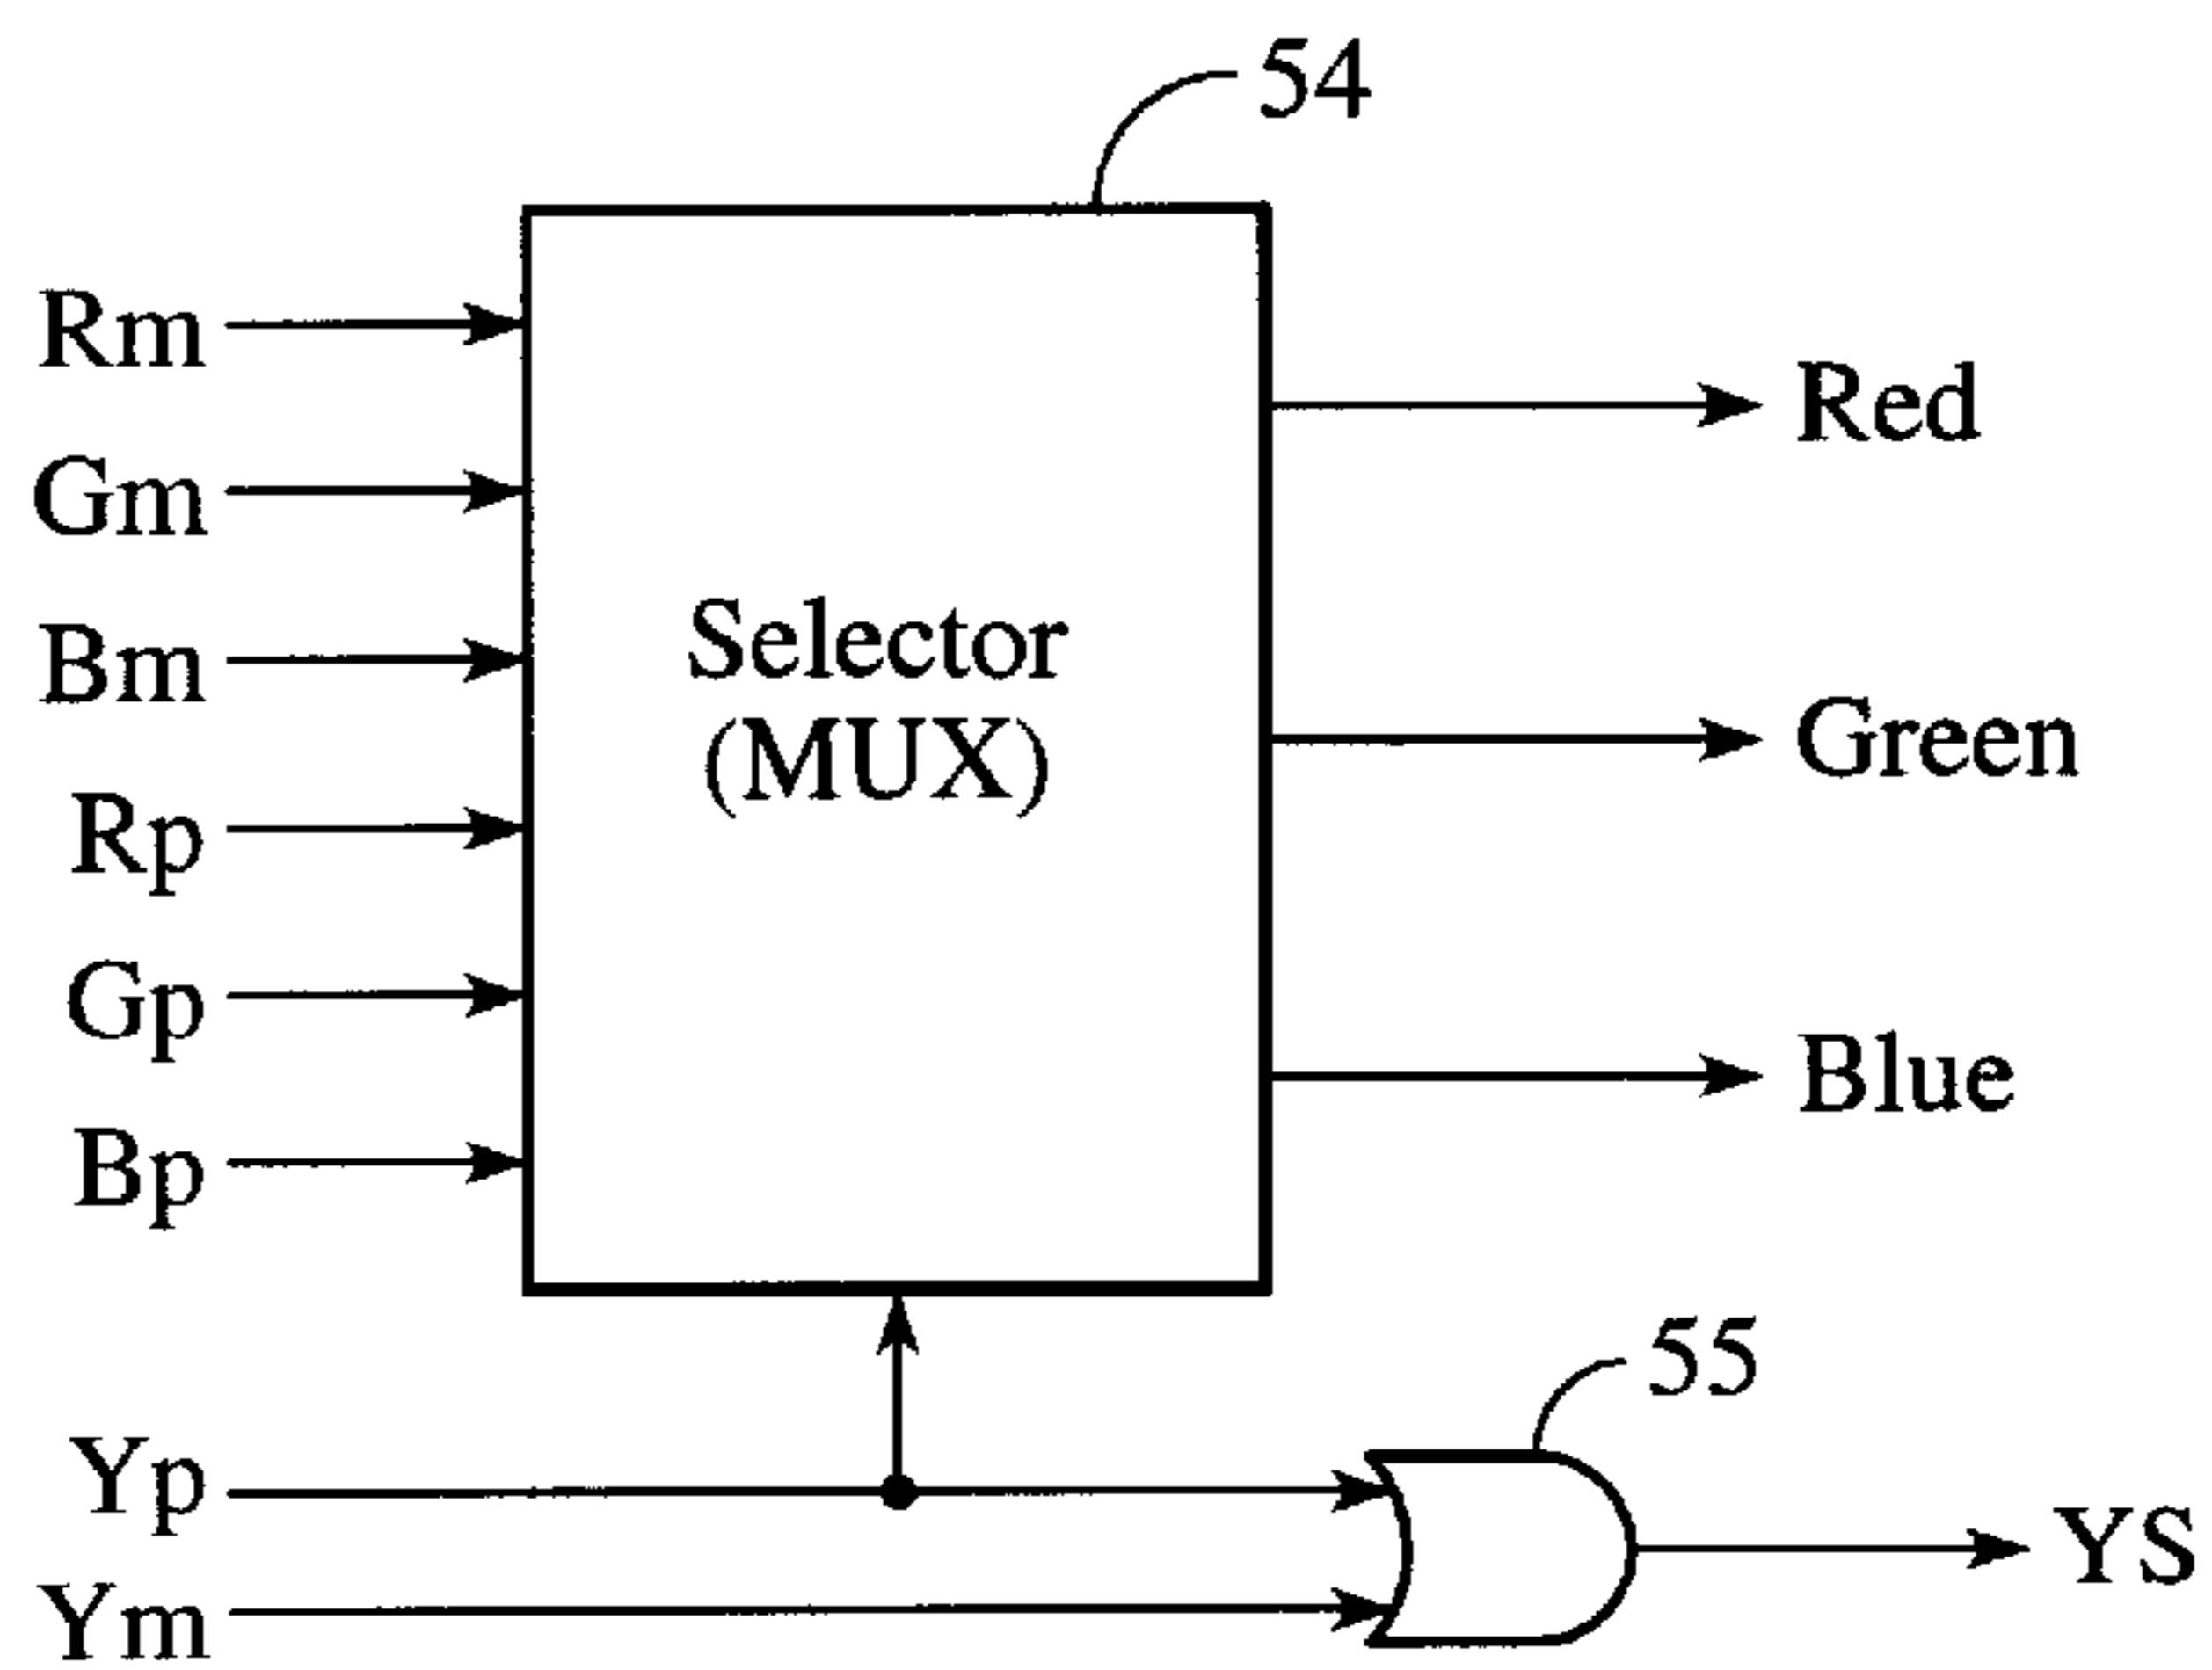 54
Rm
Gm
Bm
Rp
Gp
Bp
Selector
(MUX)
Red
Green
Blue
55
Yp
Ym
YS